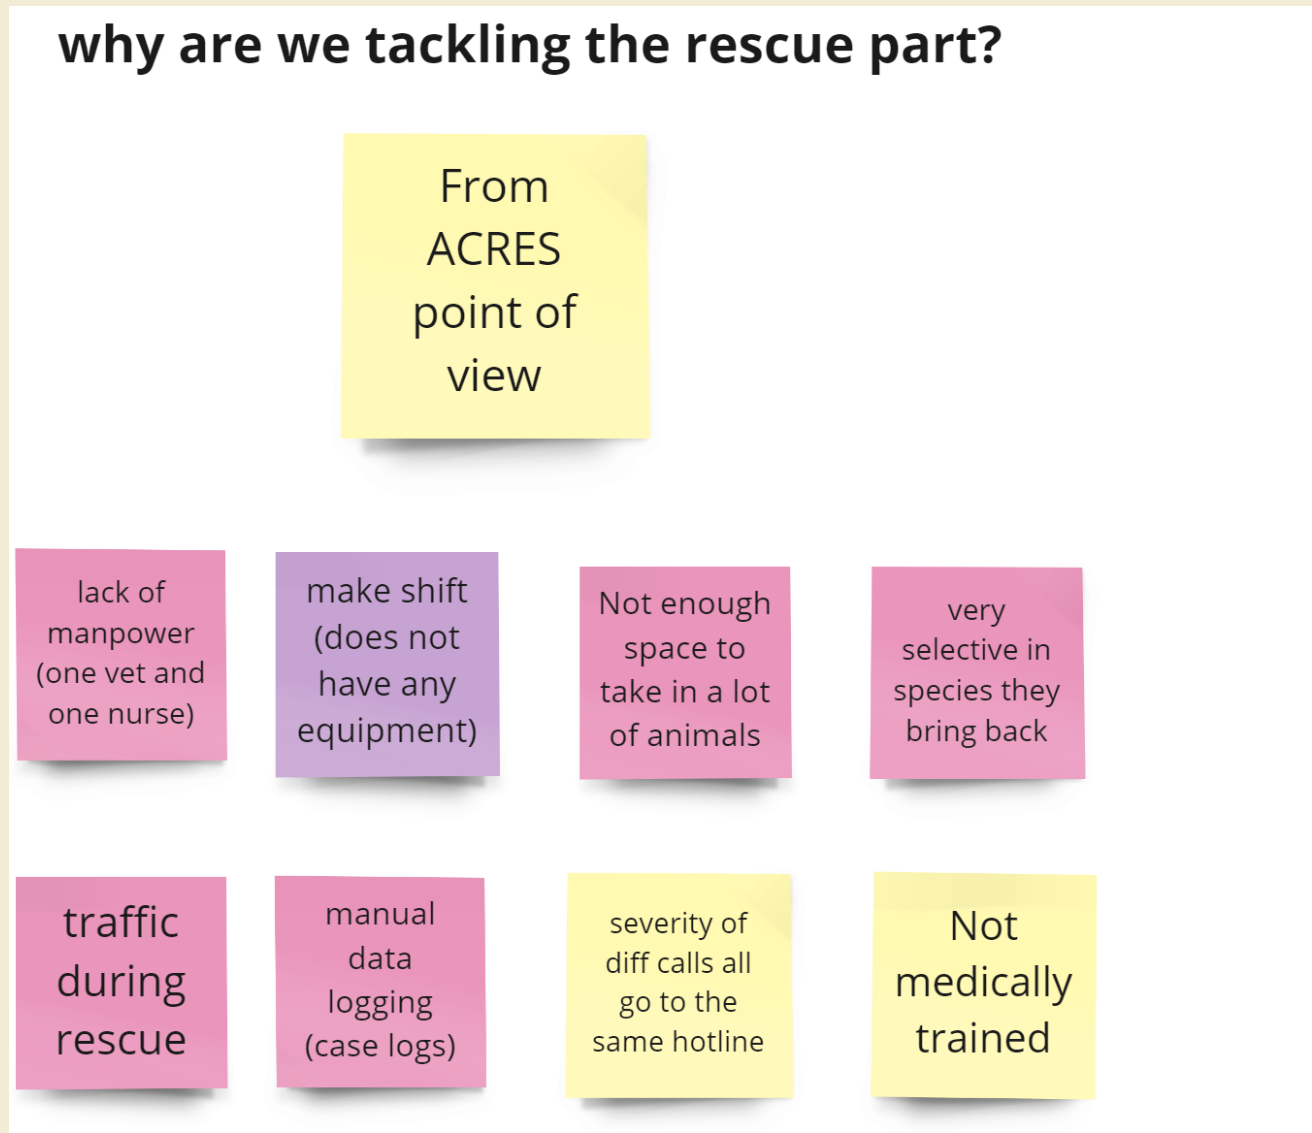 why are we tackling the rescue part?
From
ACRES
point of
view
lack of
manpower
(one vet and
one nurse)
make shift
(does not
have any
equipment)
Not enough
space to
take in a lot
of animals
very
selective in
species they
bring back
traffic
during
rescue
manual
data
logging
(case logs)
severity of
diff calls all
go to the
same hotline
Not
medically
trained